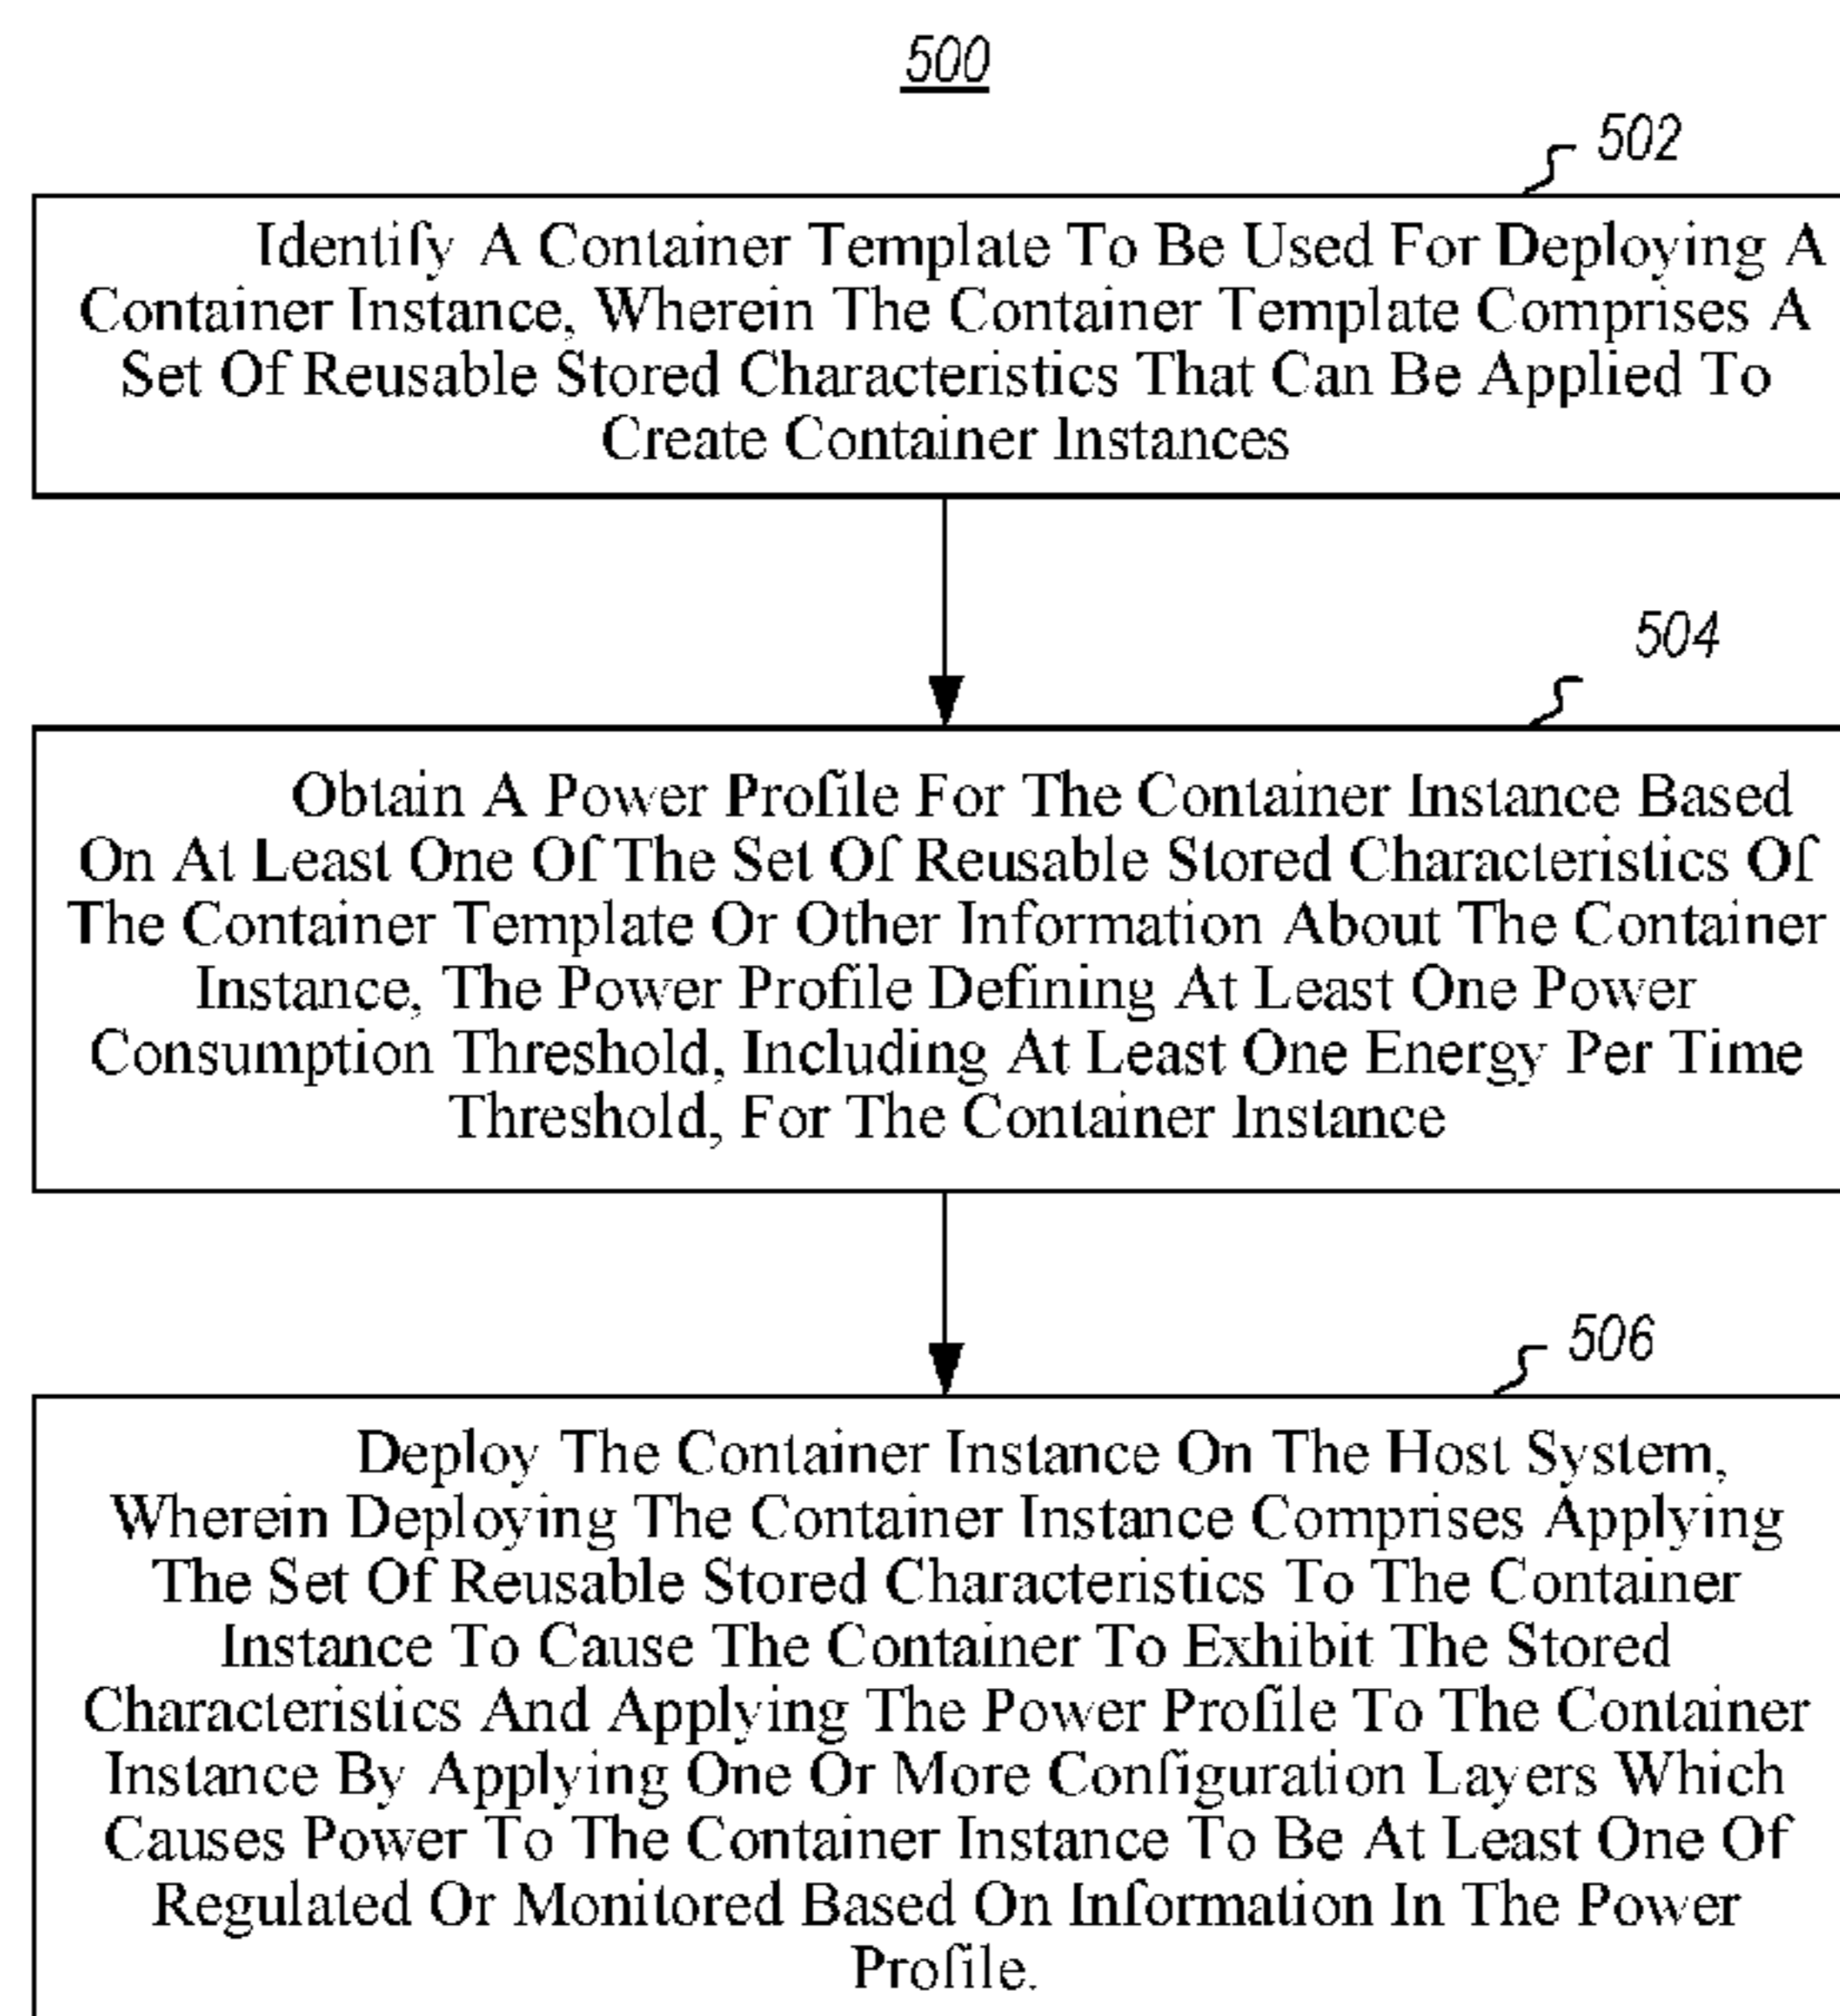 500
502
Identify A Container Template To Be Used For Deploying A
Container Instance, Wherein The Container Template Comprises A
Set Of Reusable Stored Characteristics That Can Be Applied To
Create Container Instances
504
Obtain A Power Profile For The Container Instance Based
On At Least One Of The Set Of Reusable Stored Characteristics Of
The Container Template Or Other Information About The Container
Instance, The Power Profile Defining At Least One Power
Consumption Threshold, Including At Least One Energy Per Time
Threshold, For The Container Instance
506
Deploy The Container Instance On The Host System,
Wherein Deploying The Container Instance Comprises Applying
The Set Of Reusable Stored Characteristics To The Container
Instance To Cause The Container To Exhibit The Stored
Characteristics And Applying The Power Profile To The Container
Instance By Applying One Or More Configuration Layers Which
Causes Power To The Container Instance To Be At Least One Of
Regulated Or Monitored Based On Information In The Power
Profile.